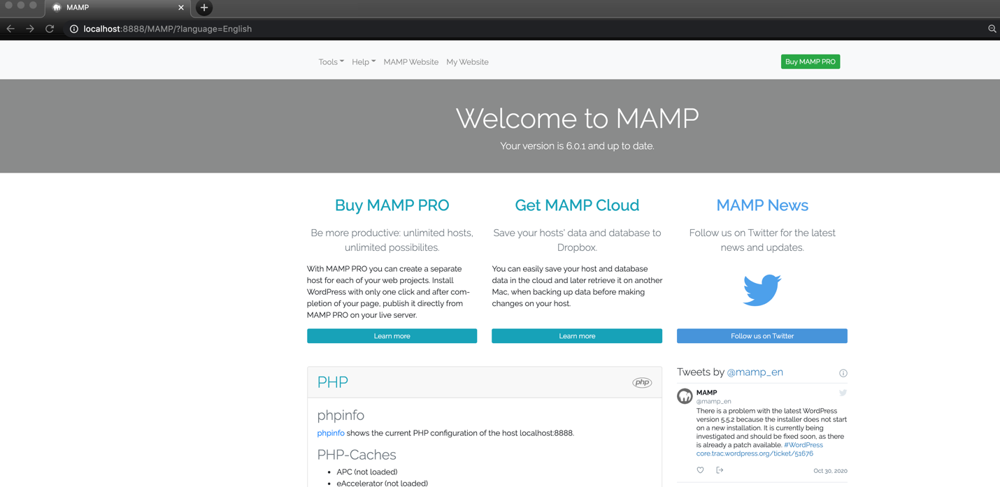 MAMP
localhost:8888/MAMP/?language=English
Tools Help MAMP Website My Website
Buy MAMP PRO
Welcome to MAMP
Your version is 6.0.1 and up to date.
Buy MAMP PRO
Be more productive: unlimited hosts,
unlimited possibilites.
With MAMP PRO you can create a separate
host for each of your web projects. Install
WordPress with only one click and after com-
pletion of your page, publish it directly from
MAMP PRO on your live server.
Learn more
Get MAMP Cloud
Save your hosts' data and database to
Dropbox.
You can easily save your host and database
data in the cloud and later retrieve it on another
Mac, when backing up data before making
changes on your host.
Learn more
MAMP News
Follow us on Twitter for the latest
news and updates.
Follow us on Twitter
PHP
php
phpinfo
phpinfo shows the current PHP configuration of the host localhost:8888.
PHP-Caches
• APC (not loaded)
• eAccelerator (not loaded)
Tweets by @mamp_en
MAMP
@mamp_en
There is a problem with the latest WordPress
version 5.5.2 because the installer does not start
on a new installation. It is currently being
investigated and should be fixed soon, as there
is already a patch available. #WordPress
core.trac.wordpress.org/ticket/51676
Oct 30, 2020